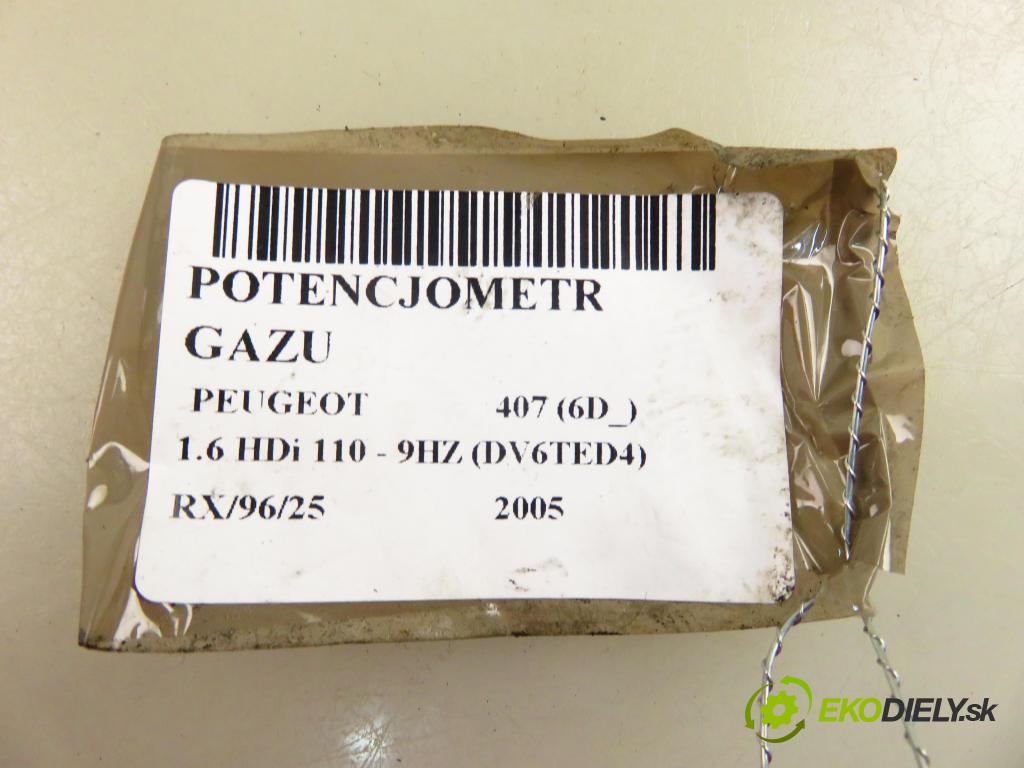 POTENCJOMETR
GAZU
PEUGEOT 407 (6D_)
1.6 HDi 110 - 9HZ (DV6TED4)
RX/96/25 2005
EKODIELY.sk